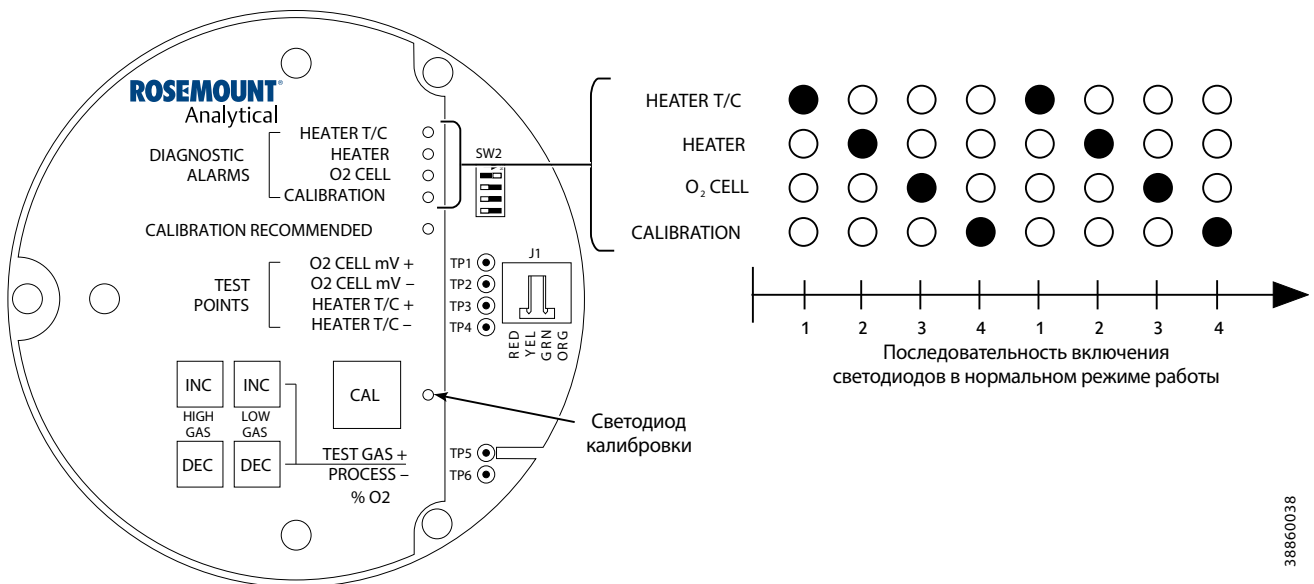 ROSEMOUNT®
Analytical
DIAGNOSTIC
ALARMS
HEATER T/C
HEATER
O2 CELL
CALIBRATION
CALIBRATION RECOMMENDED
TEST
POINTS
O2 CELL mV +
O2 CELL mV –
HEATER T/C +
HEATER T/C –
SW2
TP1
TP2
TP3
TP4
J1
RED
YEL
GRN
ORG
INC
INC
HIGH
GAS
LOW
GAS
DEC
DEC
CAL
TEST GAS +
PROCESS –
% O2
TP5
TP6
Светодиод
калибровки
HEATER T/C
HEATER
O₂ CELL
CALIBRATION
1 2 3 4 1 2 3 4
Последовательность включения
светодиодов в нормальном режиме работы
38860038